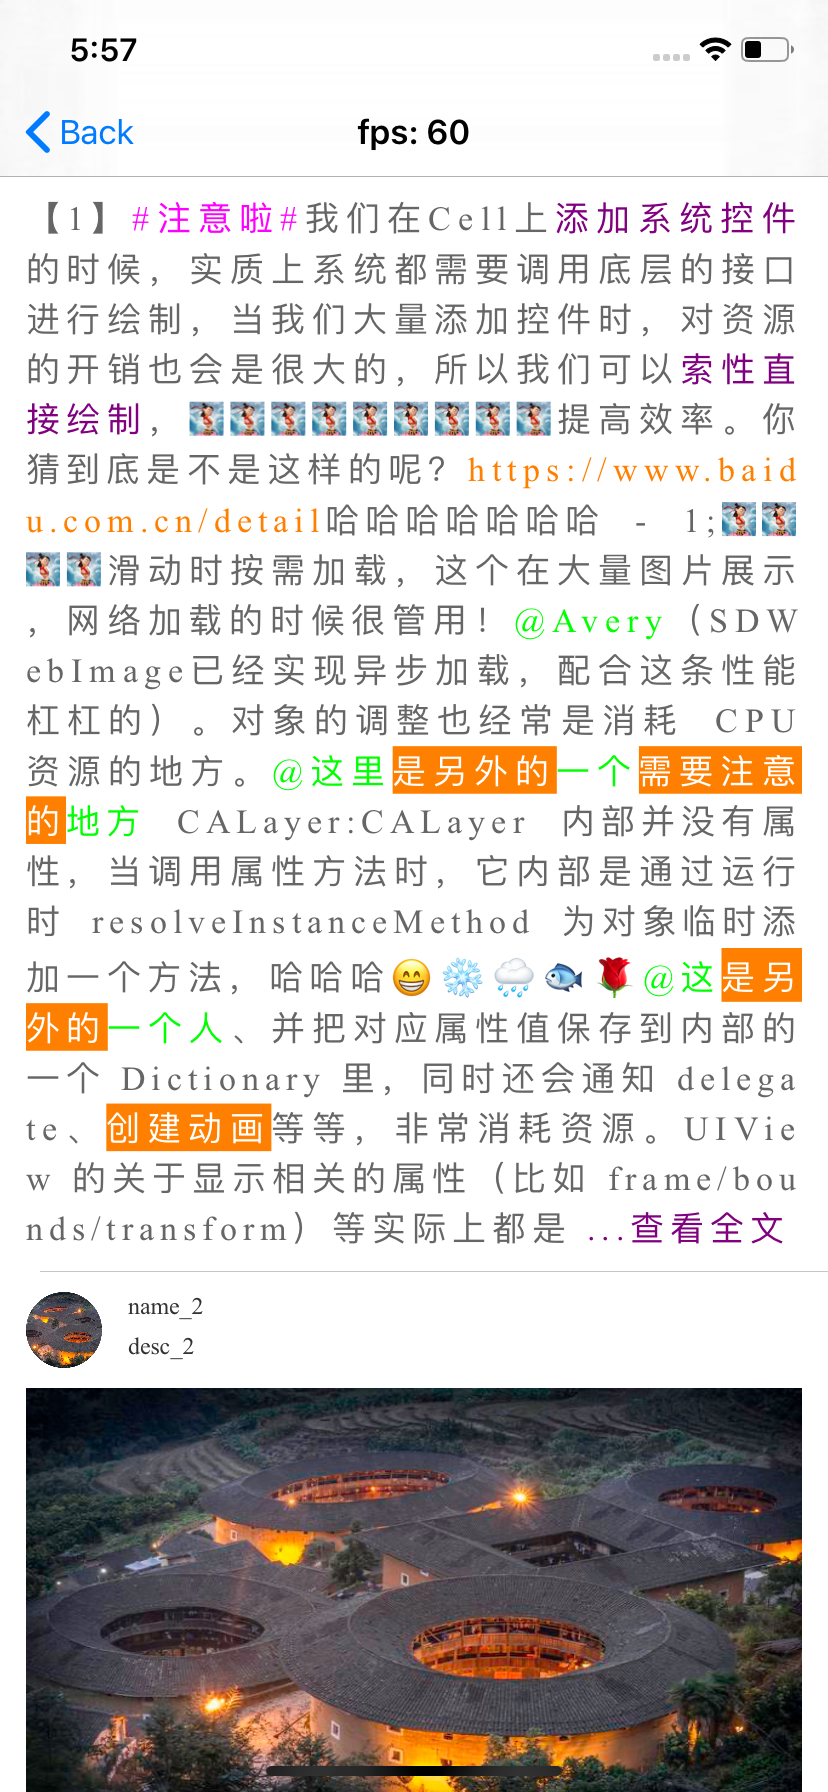 5:57
Back
fps: 60
【1】#注意啦#我们在Cell上添加系统控件
的时候，实质上系统都需要调用底层的接口
进行绘制，当我们大量添加控件时，对资源
的开销也会是很大的，所以我们可以索性直
接绘制，提高效率。你
猜到底是不是这样的呢？https://www.baid
u.com.cn/detail哈哈哈哈哈哈哈 - 1;
滑动时按需加载，这个在大量图片展示
，网络加载的时候很管用！@Avery（SDW
ebImage已经实现异步加载，配合这条性能
杠杠的）。对象的调整也经常是消耗 CPU
资源的地方。@这里是另外的一个需要注意
的地方 CALayer:CALayer 内部并没有属
性，当调用属性方法时，它内部是通过运行
时 resolveInstanceMethod 为对象临时添
加一个方法，哈哈哈😁❄️🌧🐟🌹@这是另
外的一个人、并把对应属性值保存到内部的
一个 Dictionary 里，同时还会通知 delega
te、创建动画等等，非常消耗资源。UIVie
w 的关于显示相关的属性（比如 frame/bou
nds/transform）等实际上都是 ...查看全文
name_2
desc_2